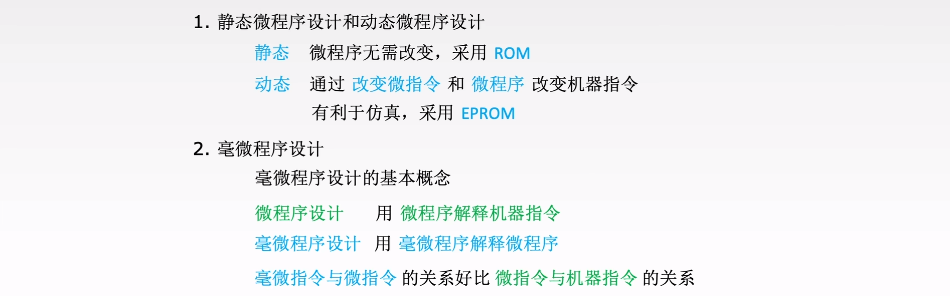 1. 静态微程序设计和动态微程序设计
静态 微程序无需改变，采用 ROM
动态 通过 改变微指令 和 微程序 改变机器指令
有利于仿真，采用 EPROM
2. 毫微程序设计
毫微程序设计的基本概念
微程序设计 用 微程序解释机器指令
毫微程序设计 用 毫微程序解释微程序
毫微指令与微指令 的关系好比 微指令与机器指令 的关系